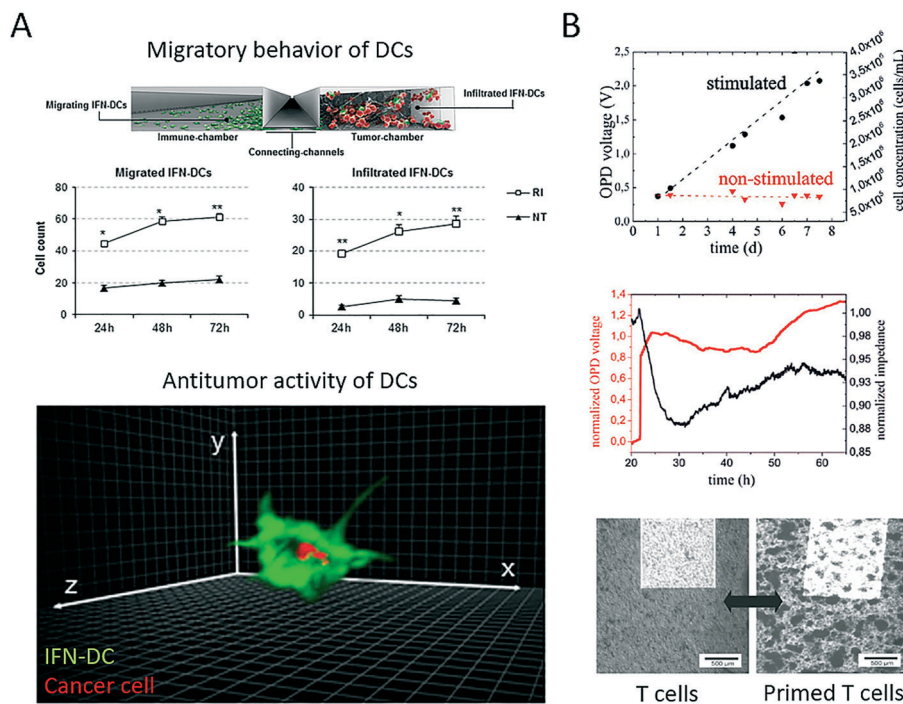 A
Migratory behavior of DCs
Migrating IFN-DCs
Infiltrated IFN-DCs
Immune-chamber
Tumor-chamber
Connecting-channels
Migrated IFN-DCs
Infiltrated IFN-DCs
Cell count
80
60
40
20
0
*
*
**
24h
48h
72h
40
30
20
10
0
**
*
**
24h
48h
72h
RI
NT
Antitumor activity of DCs
y
x
z
IFN-DC
Cancer cell
B
OPD voltage (V)
2,5
2,0
1,5
1,0
0,5
0,0
stimulated
non-stimulated
4.0x10⁶
3.5x10⁶
3.0x10⁶
2.5x10⁶
2.0x10⁶
1.5x10⁶
1.0x10⁶
5.0x10⁵
cell concentration (cells/mL)
0 1 2 3 4 5 6 7 8
time (d)
normalized OPD voltage
1,4
1,2
1,0
0,8
0,6
0,4
0,2
0,0
1,00
0,98
0,95
0,93
0,90
0,88
0,85
normalized impedance
20 30 40 50 60
time (h)
500 µm
500 µm
T cells
Primed T cells